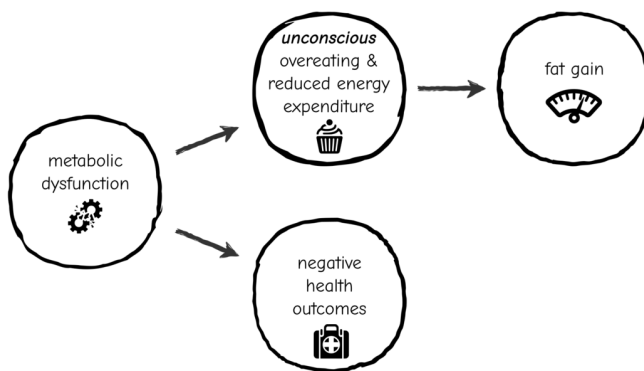 metabolic
dysfunction
unconscious
overeating &
reduced energy
expenditure
fat gain
negative
health
outcomes